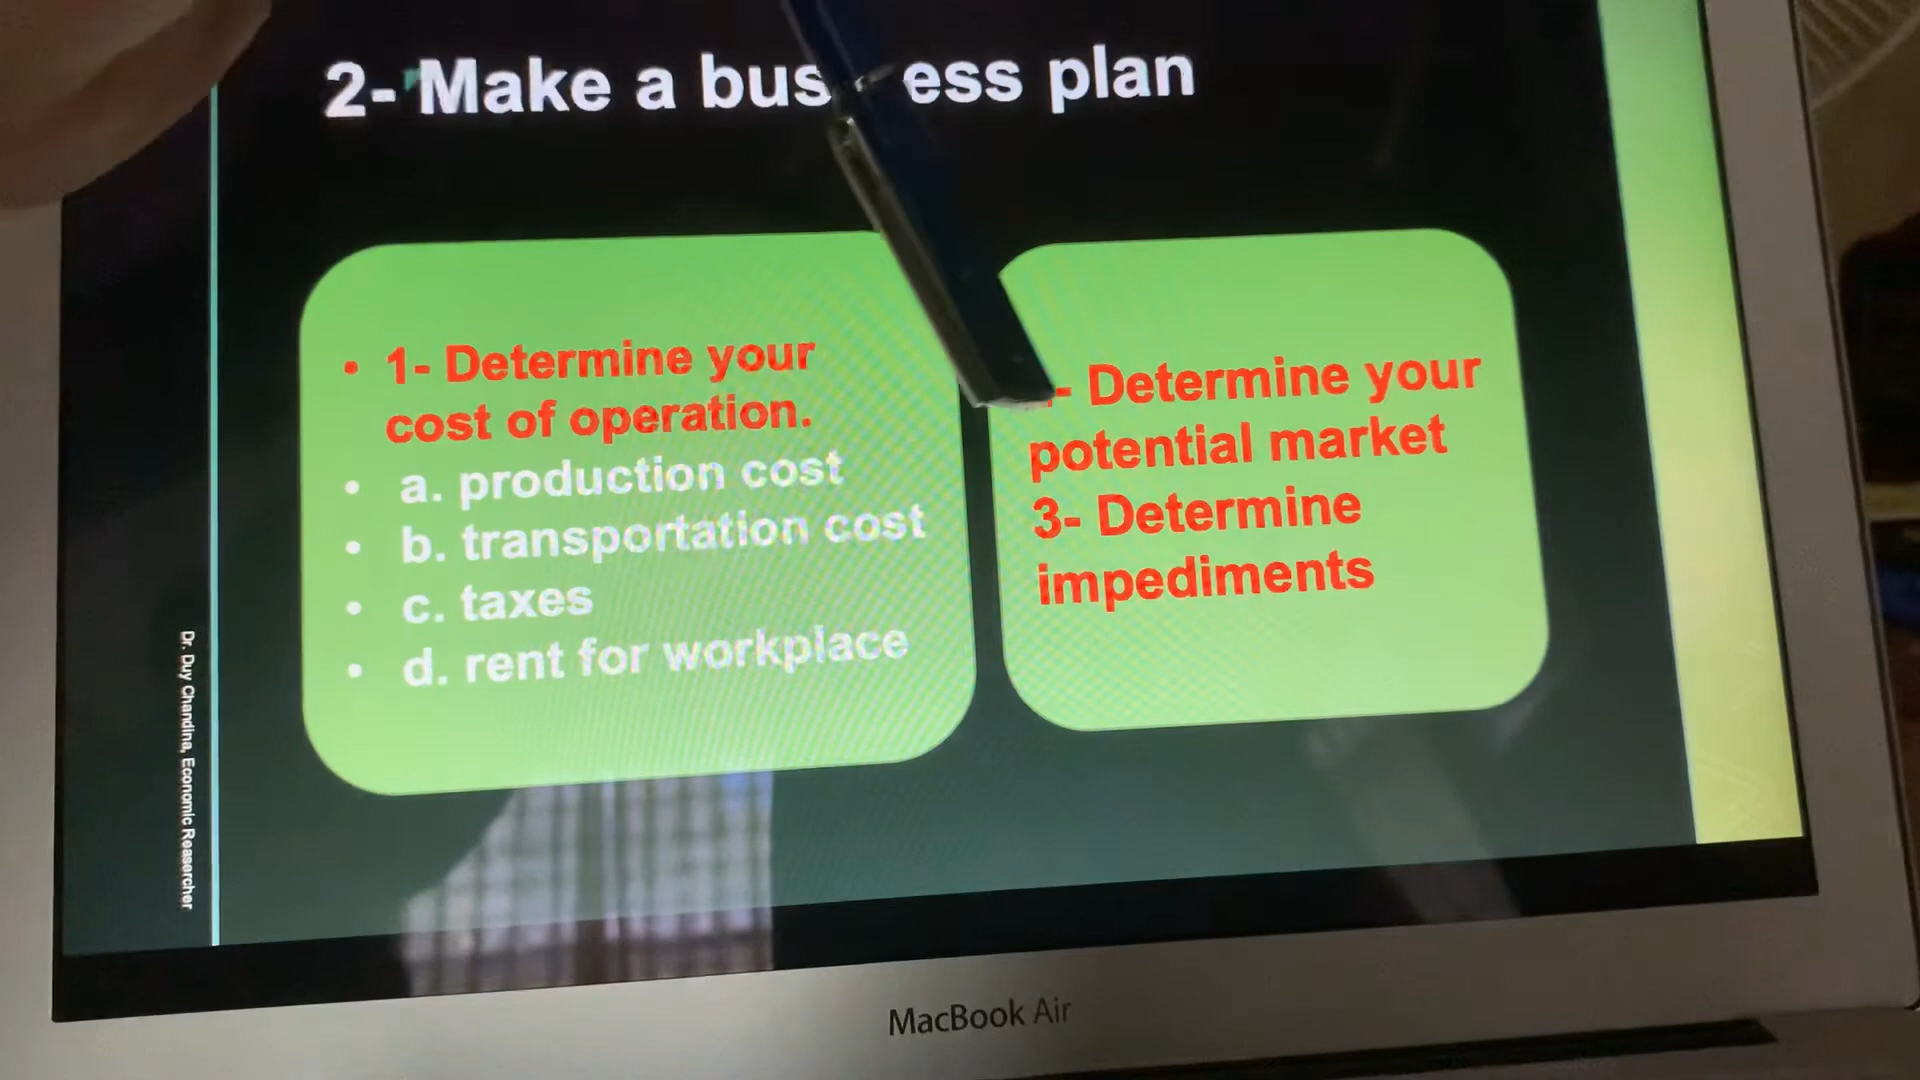 2- Make a bus ess plan
• 1- Determine your
cost of operation.
• a. production cost
• b. transportation cost
• c. taxes
• d. rent for workplace
- Determine your
potential market
3- Determine
impediments
Dr. Duy Chandina, Economic Reasercher
MacBook Air